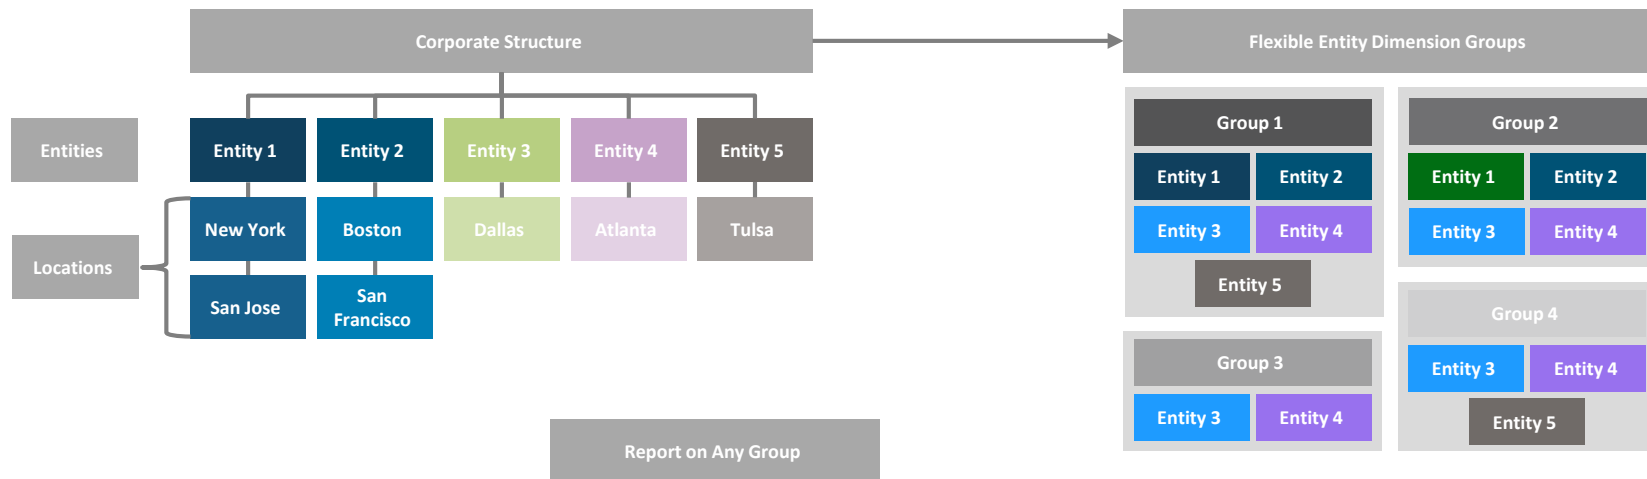 Corporate Structure
Flexible Entity Dimension Groups
Entities
Entity 1
Entity 2
Entity 3
Entity 4
Entity 5
Locations
New York
Boston
Dallas
Atlanta
Tulsa
San Jose
San
Francisco
Group 1
Entity 1
Entity 2
Entity 3
Entity 4
Entity 5
Group 2
Entity 1
Entity 2
Entity 3
Entity 4
Group 3
Entity 3
Entity 4
Group 4
Entity 3
Entity 4
Entity 5
Report on Any Group